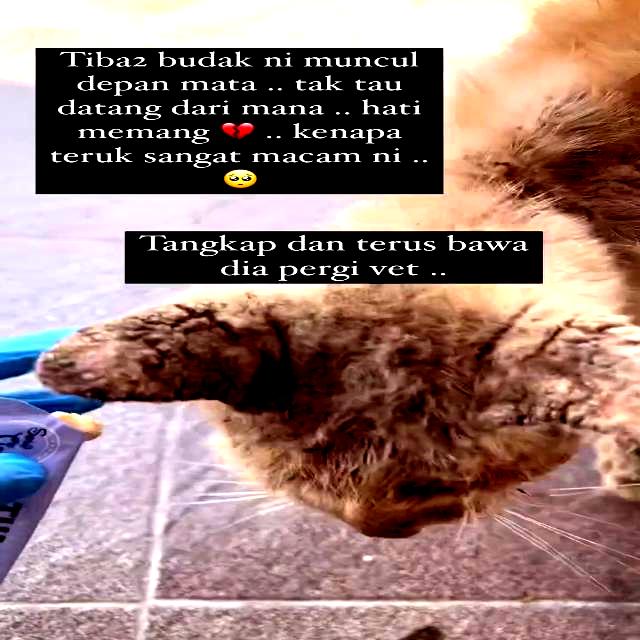 Tiba2 budak ni muncul
depan mata .. tak tau
datang dari mana .. hati
memang 💔 .. kenapa
teruk sangat macam ni ..
🥺
Tangkap dan terus bawa
dia pergi vet ..